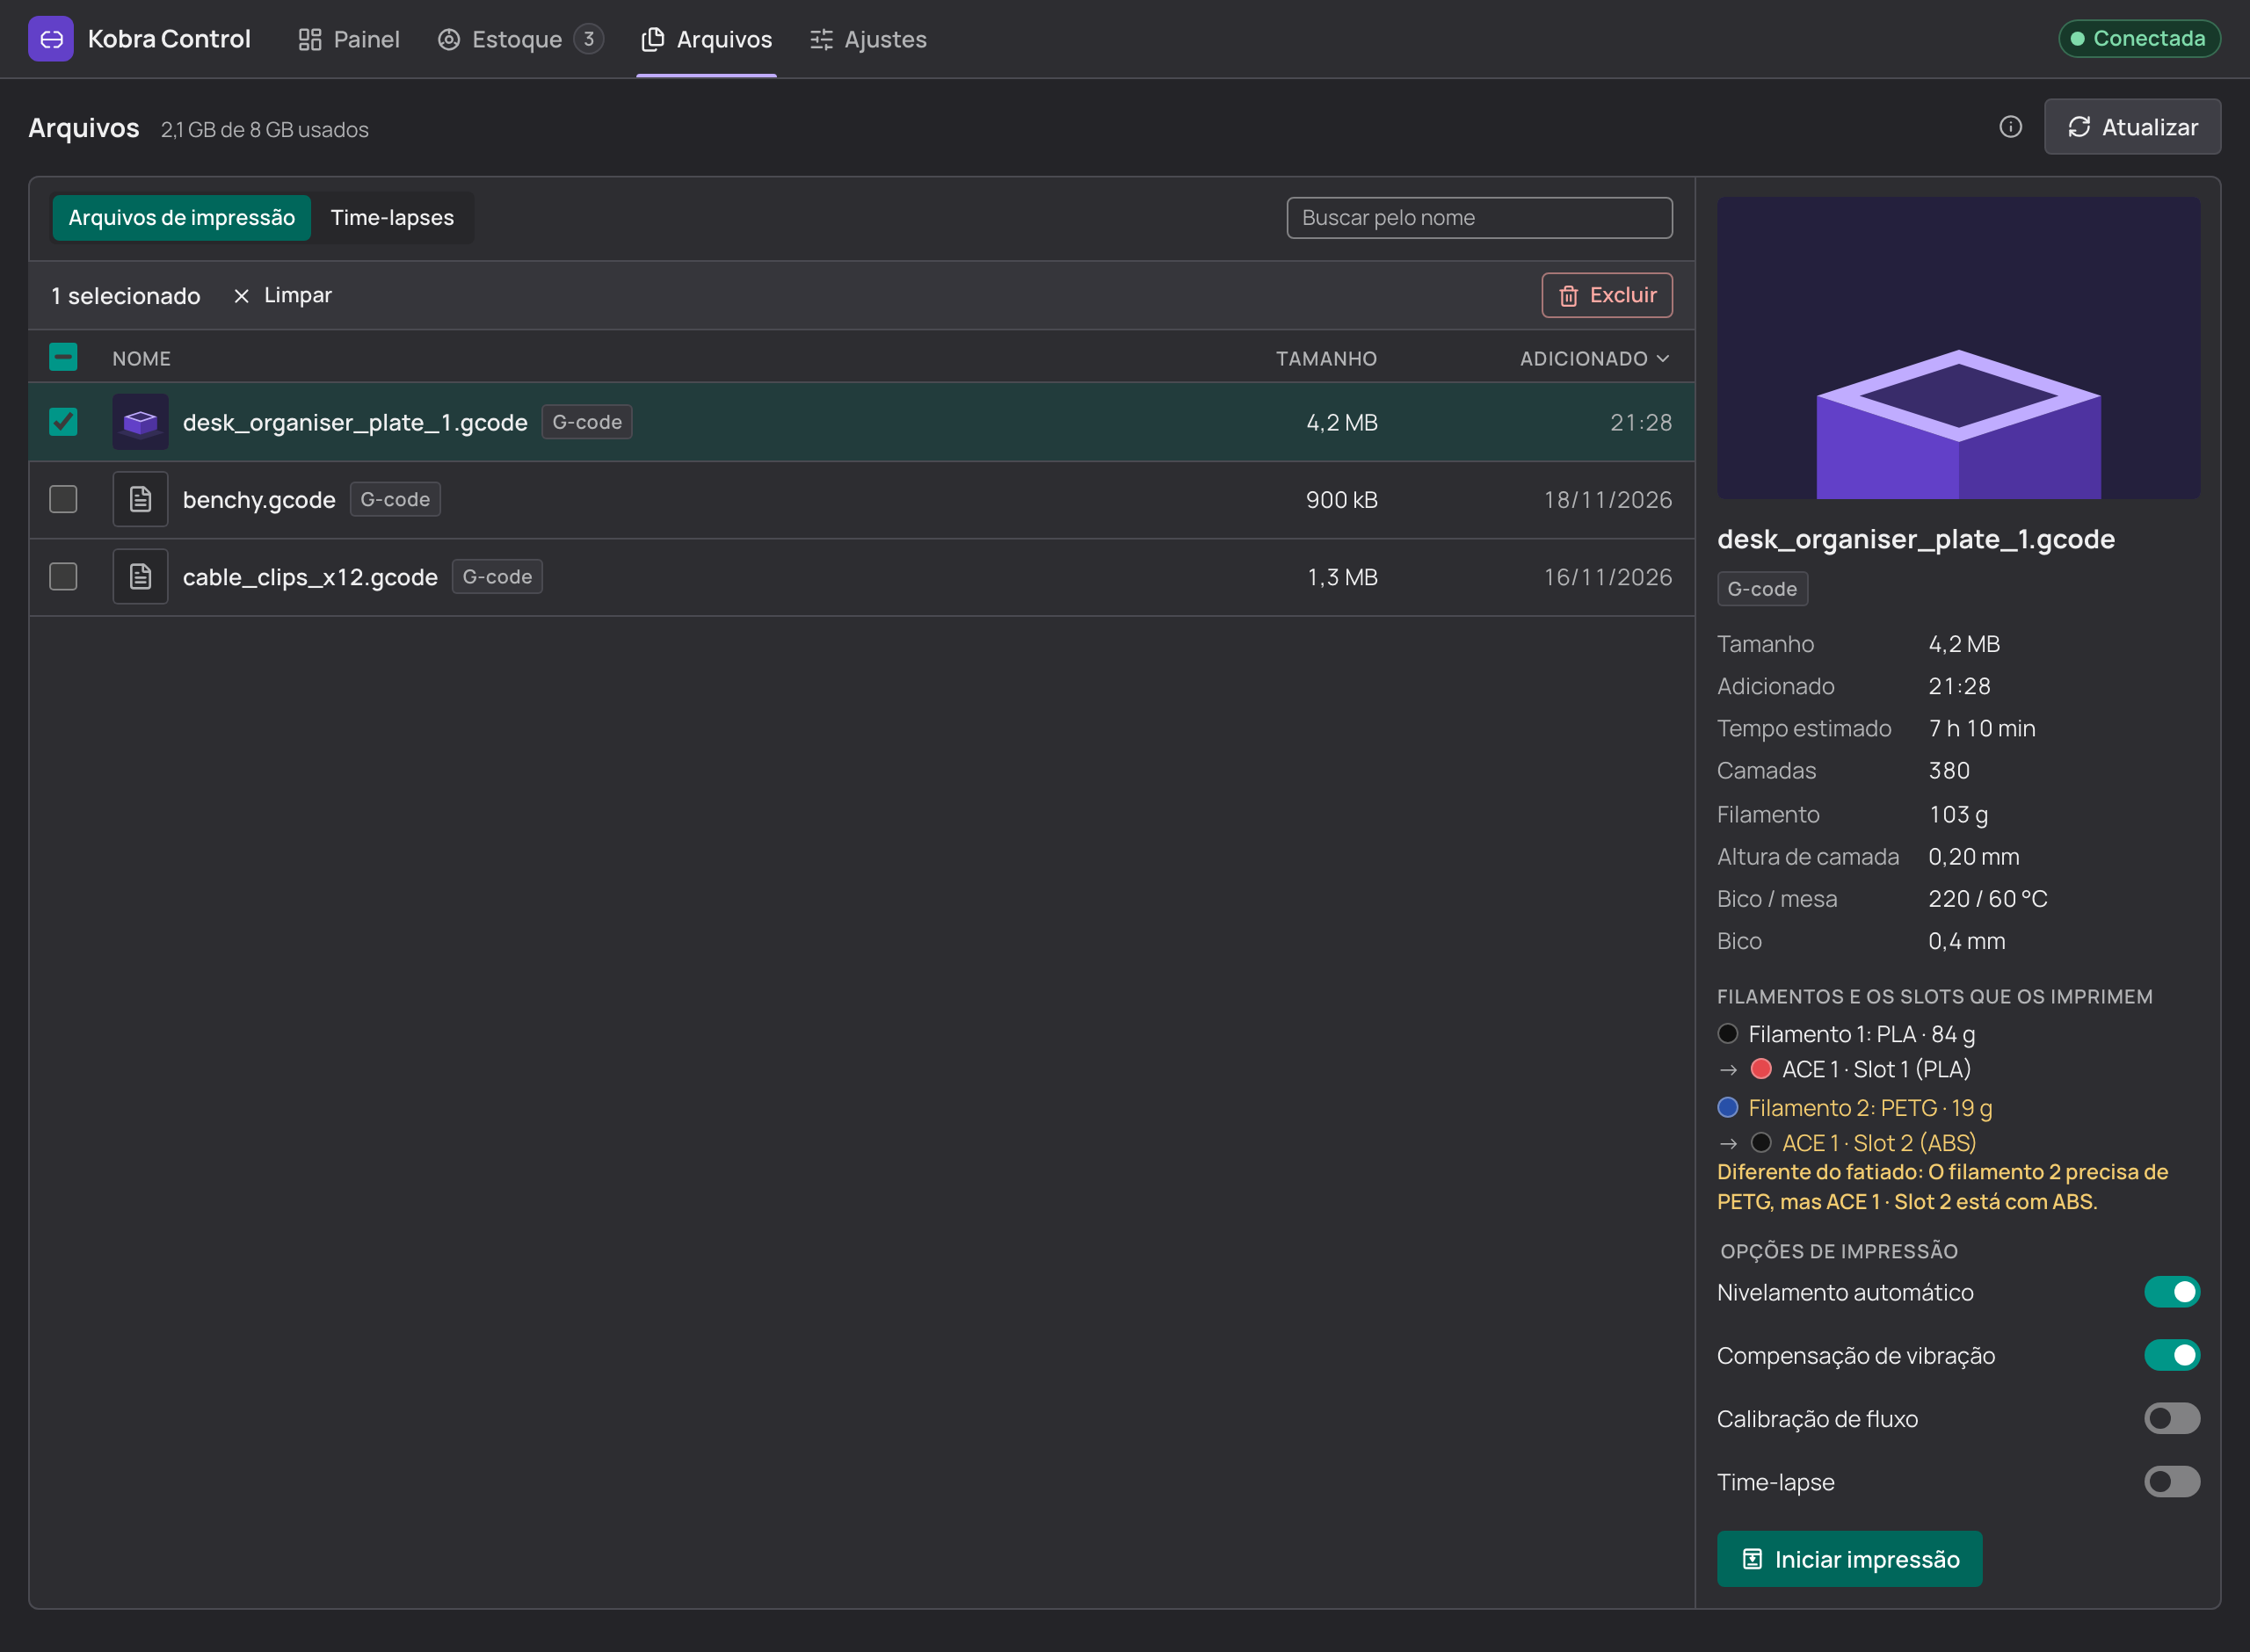 Kobra Control
Painel
Estoque 3
Arquivos
Ajustes
Conectada
Arquivos
2,1 GB de 8 GB usados
Atualizar
Arquivos de impressão
Time-lapses
Buscar pelo nome
1 selecionado
Limpar
Excluir
NOME TAMANHO ADICIONADO
desk_organiser_plate_1.gcode G-code 4,2 MB 21:28
benchy.gcode G-code 900 kB 18/11/2026
cable_clips_x12.gcode G-code 1,3 MB 16/11/2026
desk_organiser_plate_1.gcode
G-code
Tamanho 4,2 MB
Adicionado 21:28
Tempo estimado 7 h 10 min
Camadas 380
Filamento 103 g
Altura de camada 0,20 mm
Bico / mesa 220 / 60 °C
Bico 0,4 mm
FILAMENTOS E OS SLOTS QUE OS IMPRIMEM
Filamento 1: PLA · 84 g
→ ACE 1 · Slot 1 (PLA)
Filamento 2: PETG · 19 g
→ ACE 1 · Slot 2 (ABS)
Diferente do fatiado: O filamento 2 precisa de
PETG, mas ACE 1 · Slot 2 está com ABS.
OPÇÕES DE IMPRESSÃO
Nivelamento automático
Compensação de vibração
Calibração de fluxo
Time-lapse
Iniciar impressão